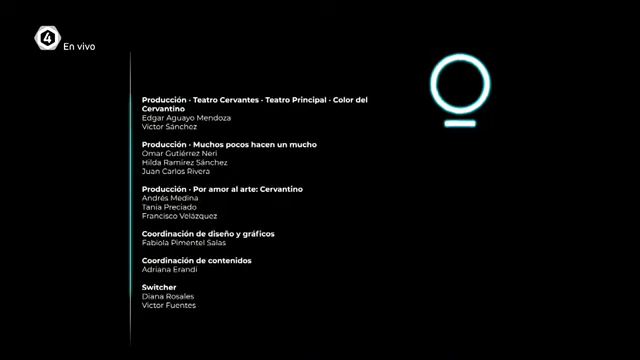 4
En vivo
Producción • Teatro Cervantes • Teatro Principal • Color del
Cervantino
Edgar Aguayo Mendoza
Víctor Sánchez
Producción • Muchos pocos hacen un mucho
Omar Gutiérrez Neri
Hilda Ramírez Sánchez
Juan Carlos Rivera
Producción • Por amor al arte: Cervantino
Andrés Medina
Tania Preciado
Francisco Velázquez
Coordinación de diseño y gráficos
Fabiola Pimentel Salas
Coordinación de contenidos
Adriana Erandi
Switcher
Diana Rosales
Victor Fuentes